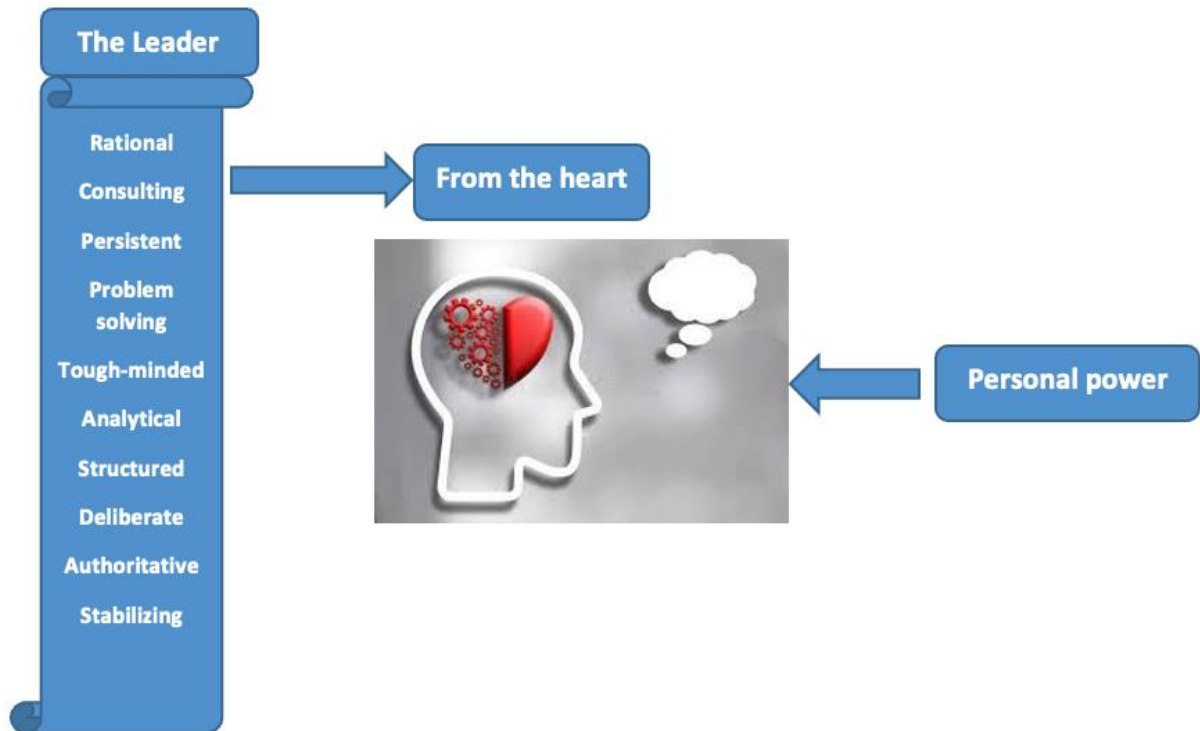 The Leader
Rational
Consulting
Persistent
Problem
solving
Tough-minded
Analytical
Structured
Deliberate
Authoritative
Stabilizing
From the heart
Personal power